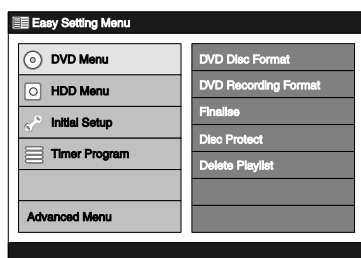 Easy Setting Menu
DVD Menu
HDD Menu
Initial Setup
Timer Program
Advanced Menu
DVD Disc Format
DVD Recording Format
Finalise
Disc Protect
Delete Playlist